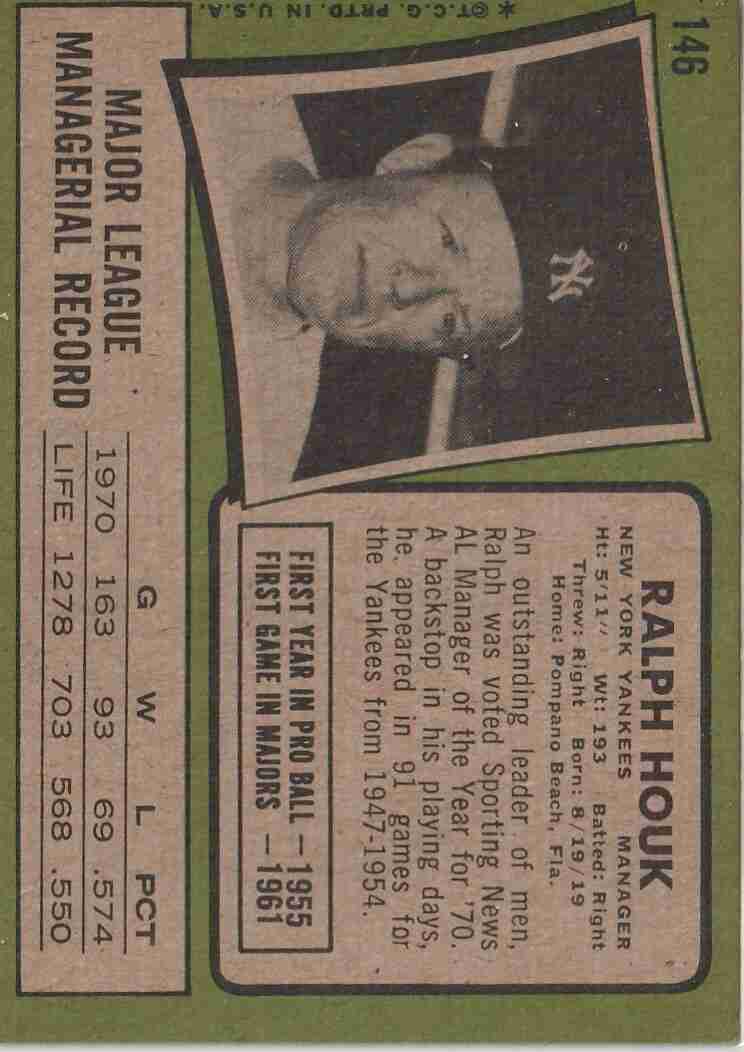 146
*©T.C.G. PRTD. IN U.S.A.
NY
RALPH HOUK
NEW YORK YANKEES MANAGER
Ht: 5'11" Wt: 193 Batted: Right
Threw: Right Born: 8/19/19
Home: Pompano Beach, Fla.
An outstanding leader of men,
Ralph was voted Sporting News
AL Manager of the Year for '70.
A backstop in his playing days,
he appeared in 91 games for
the Yankees from 1947-1954.
FIRST YEAR IN PRO BALL — 1955
FIRST GAME IN MAJORS — 1961
MAJOR LEAGUE
MANAGERIAL RECORD
G W L PCT
1970 163 93 69 .574
LIFE 1278 703 568 .550